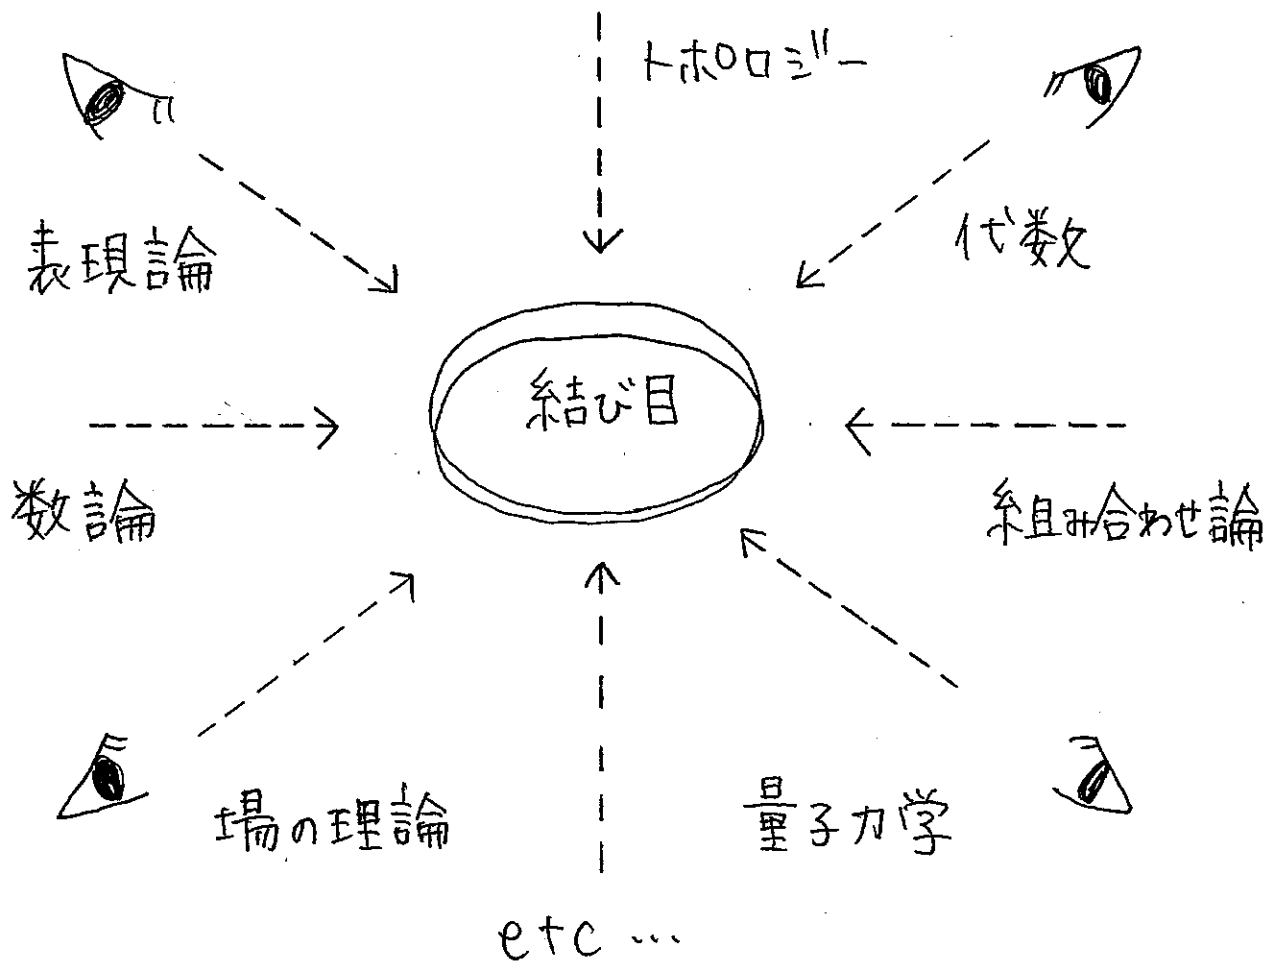 トポロジー
表現論
代数
結び目
数論
組み合わせ論
場の理論
量子力学
etc…